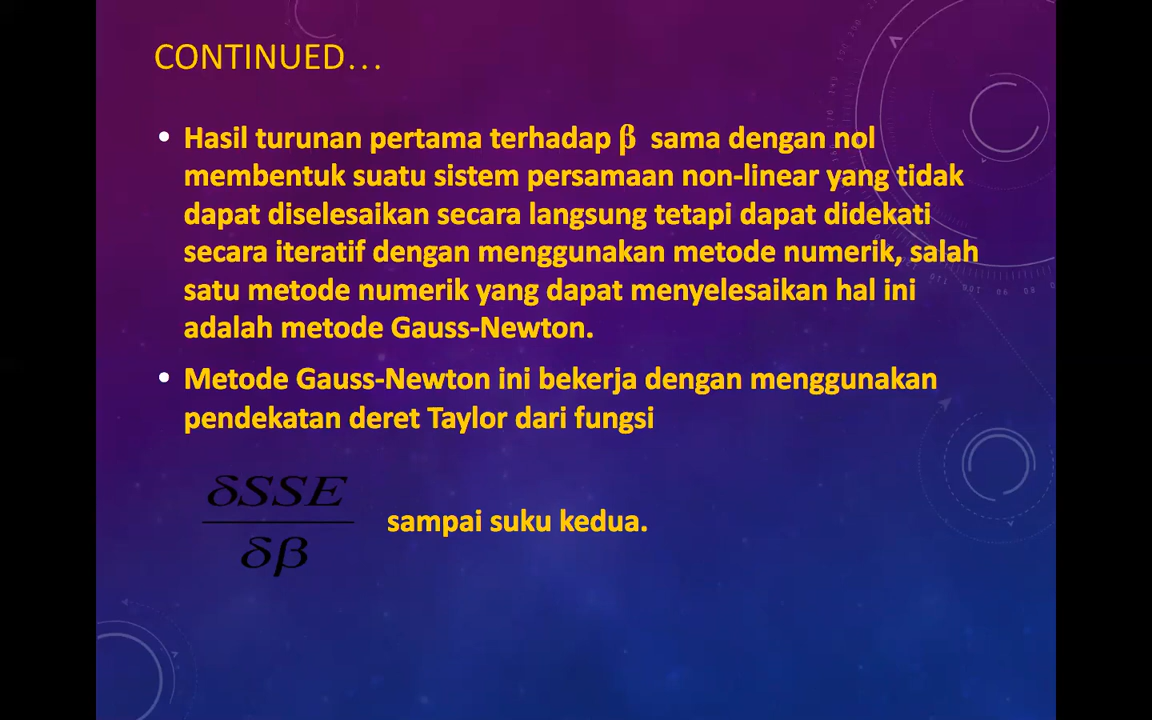 CONTINUED...
• Hasil turunan pertama terhadap β sama dengan nol
membentuk suatu sistem persamaan non-linear yang tidak
dapat diselesaikan secara langsung tetapi dapat didekati
secara iteratif dengan menggunakan metode numerik, salah
satu metode numerik yang dapat menyelesaikan hal ini
adalah metode Gauss-Newton.
• Metode Gauss-Newton ini bekerja dengan menggunakan
pendekatan deret Taylor dari fungsi
δSSE
δβ
sampai suku kedua.